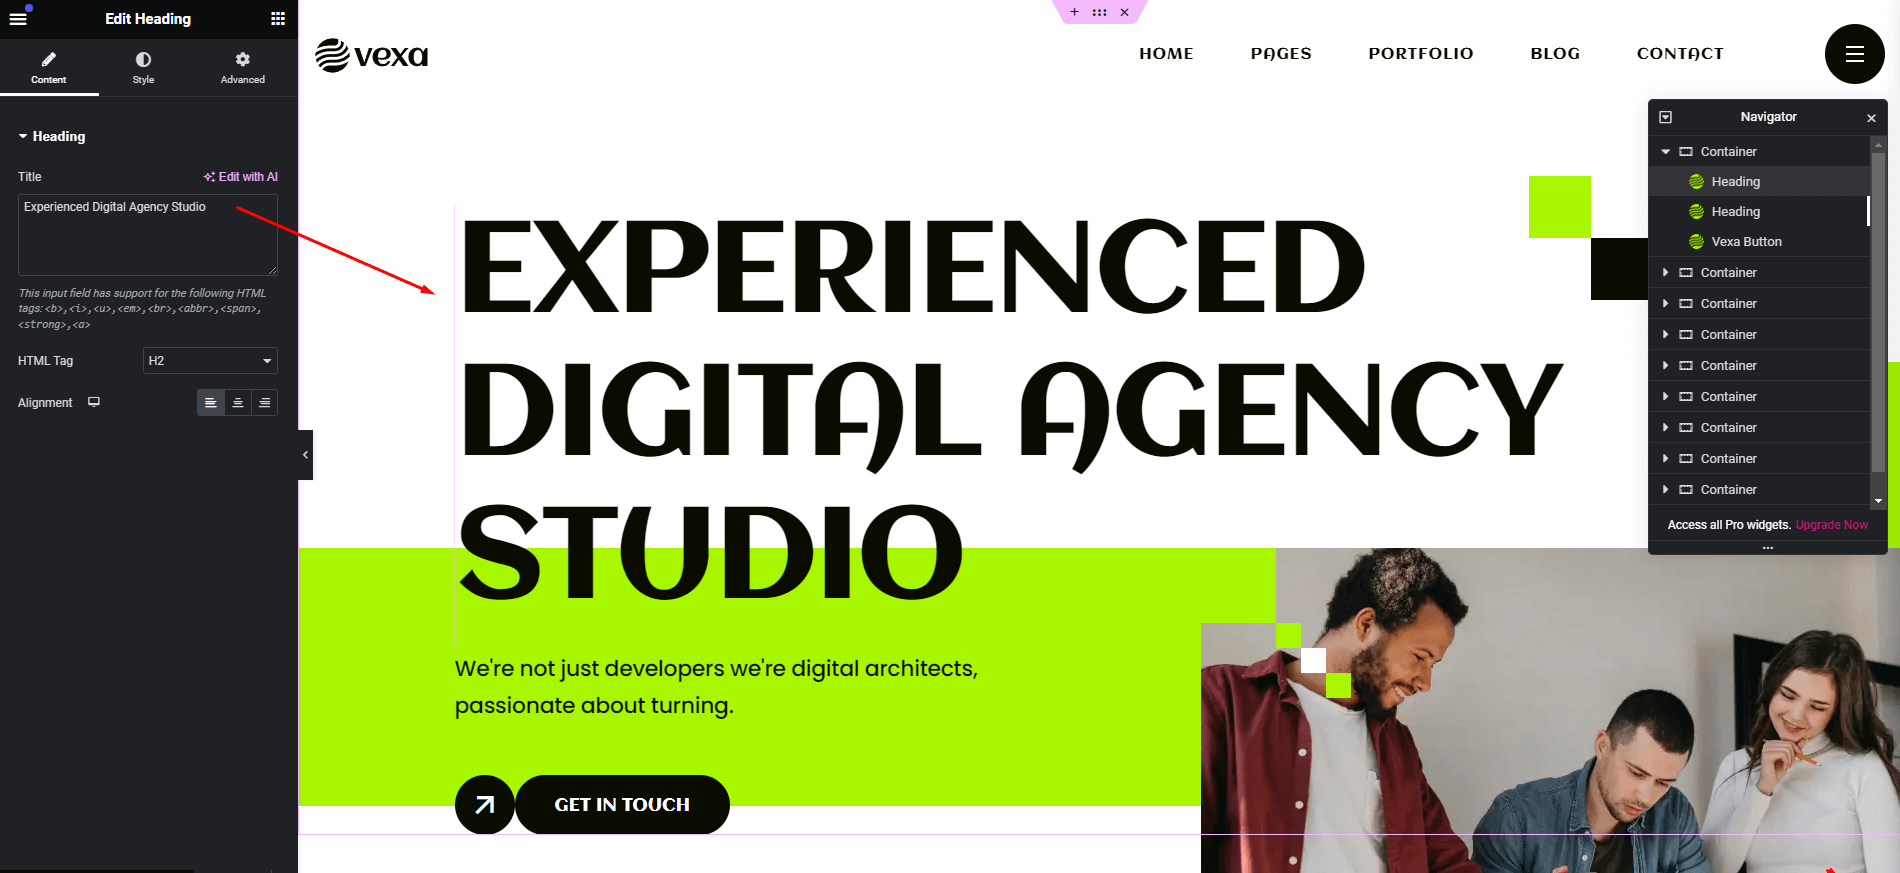 Edit Heading
Content
Style
Advanced
Heading
Title
Edit with AI
Experienced Digital Agency Studio
This input field has support for the following HTML
tags: <b>,<i>,<u>,<em>,<br>,<abbr>,<span>,
<strong>,<a>
HTML Tag
H2
Alignment
vexa
HOME
PAGES
PORTFOLIO
BLOG
CONTACT
EXPERIENCED
DIGITAL AGENCY
STUDIO
We're not just developers we're digital architects,
passionate about turning.
GET IN TOUCH
Navigator
Container
Heading
Heading
Vexa Button
Container
Container
Container
Container
Container
Container
Container
Container
Access all Pro widgets. Upgrade Now